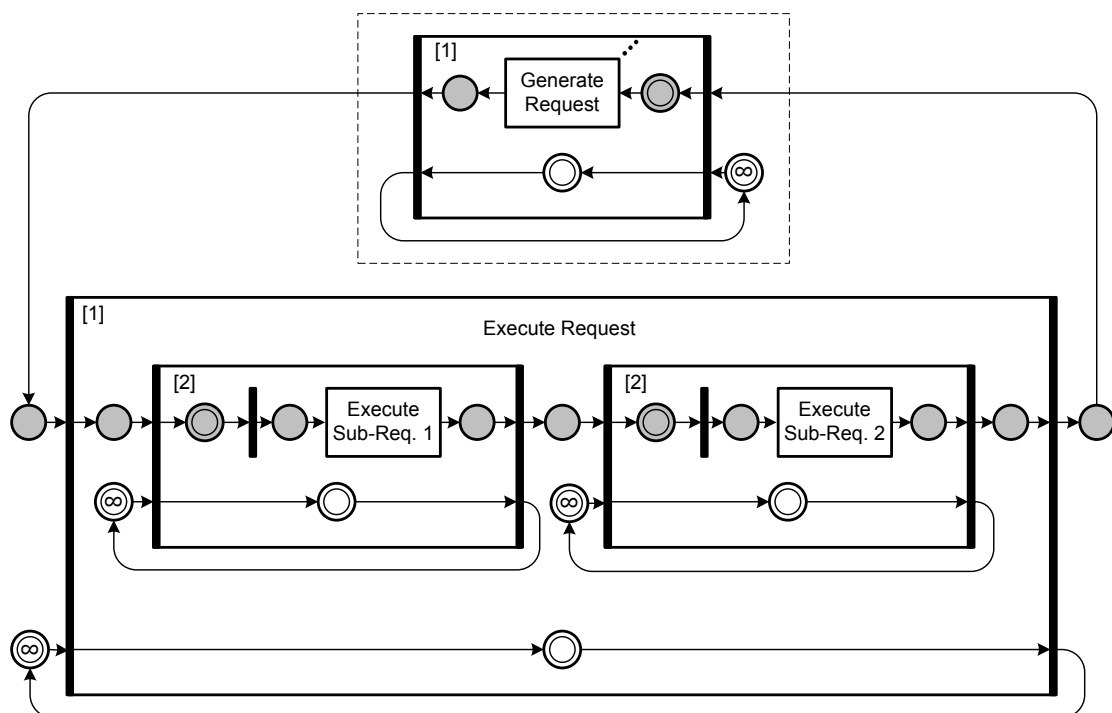 [1]
Generate
Request
∞
[1]
Execute Request
[2]
Execute
Sub-Req. 1
[2]
Execute
Sub-Req. 2
∞
∞
∞